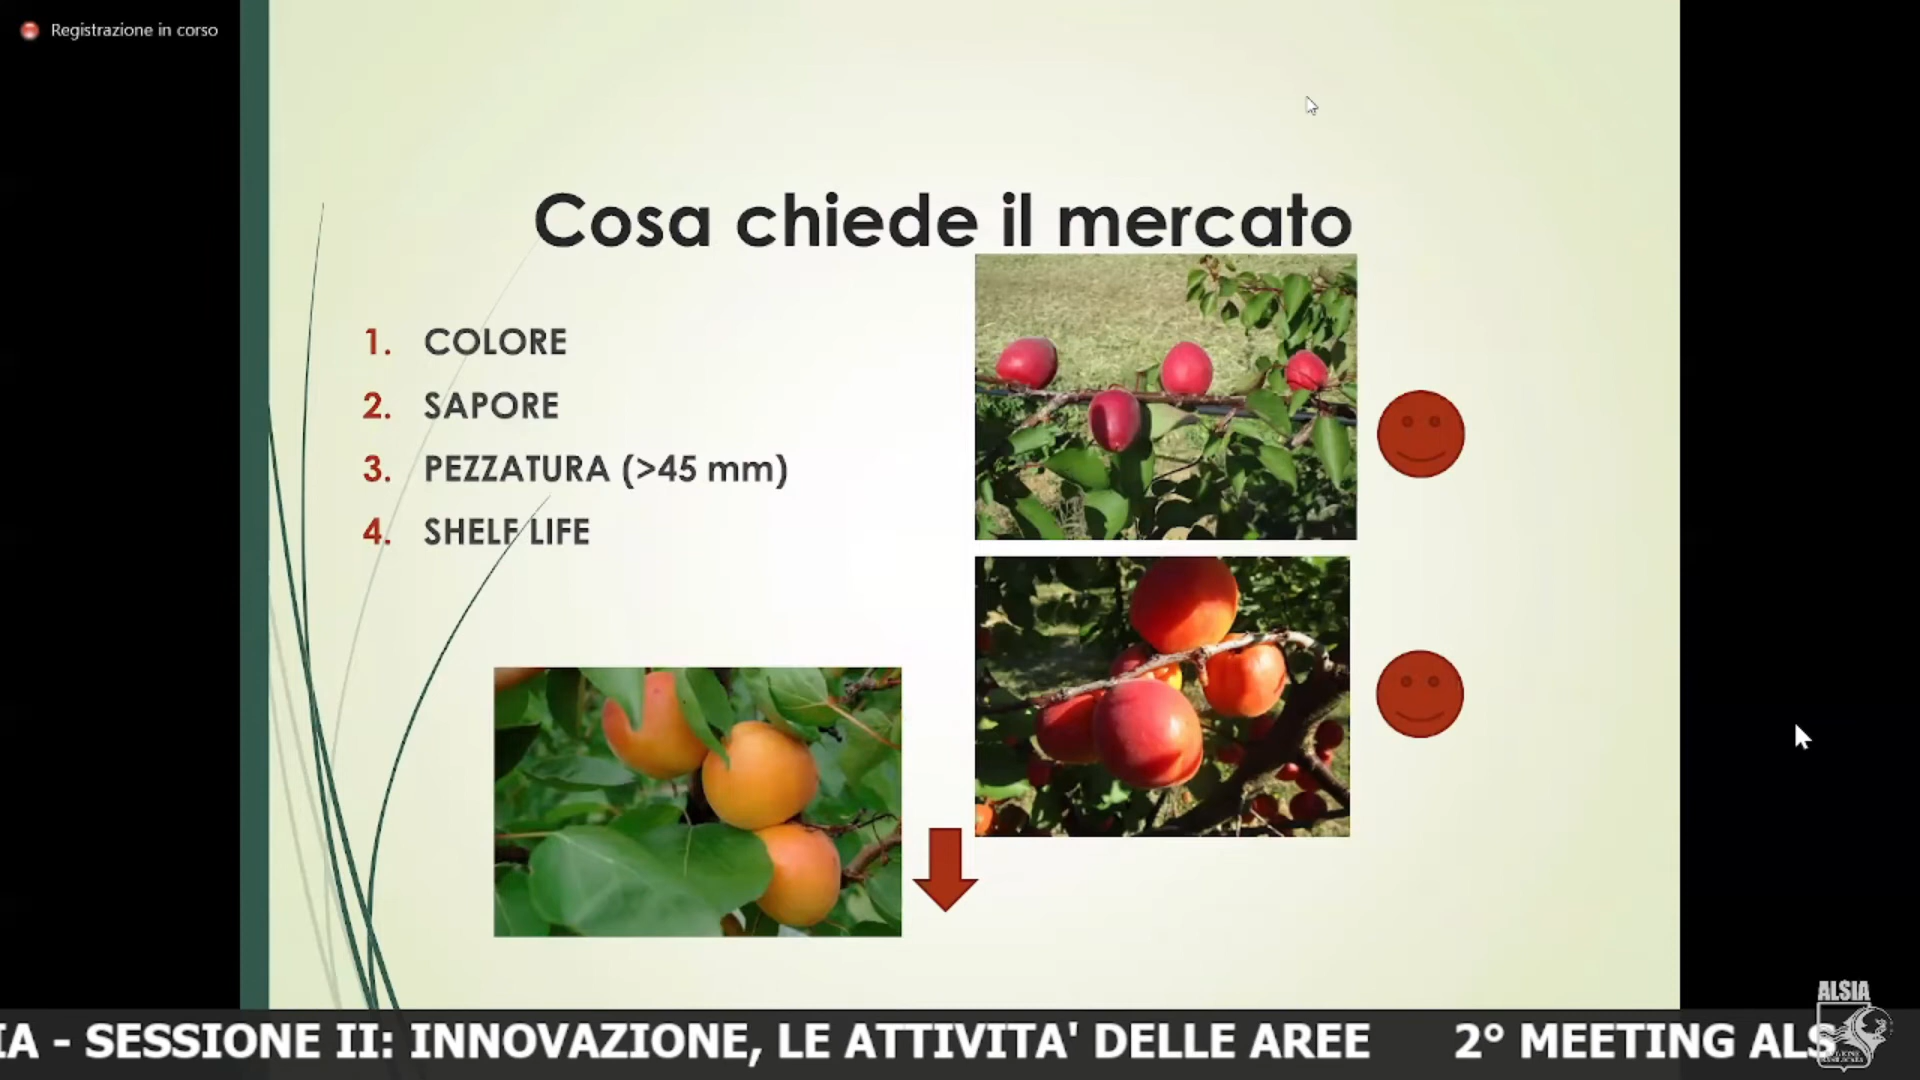 Registrazione in corso
Cosa chiede il mercato
1. COLORE
2. SAPORE
3. PEZZATURA (>45 mm)
4. SHELF LIFE
ALSIA
IA - SESSIONE II: INNOVAZIONE, LE ATTIVITA' DELLE AREE 2° MEETING ALS